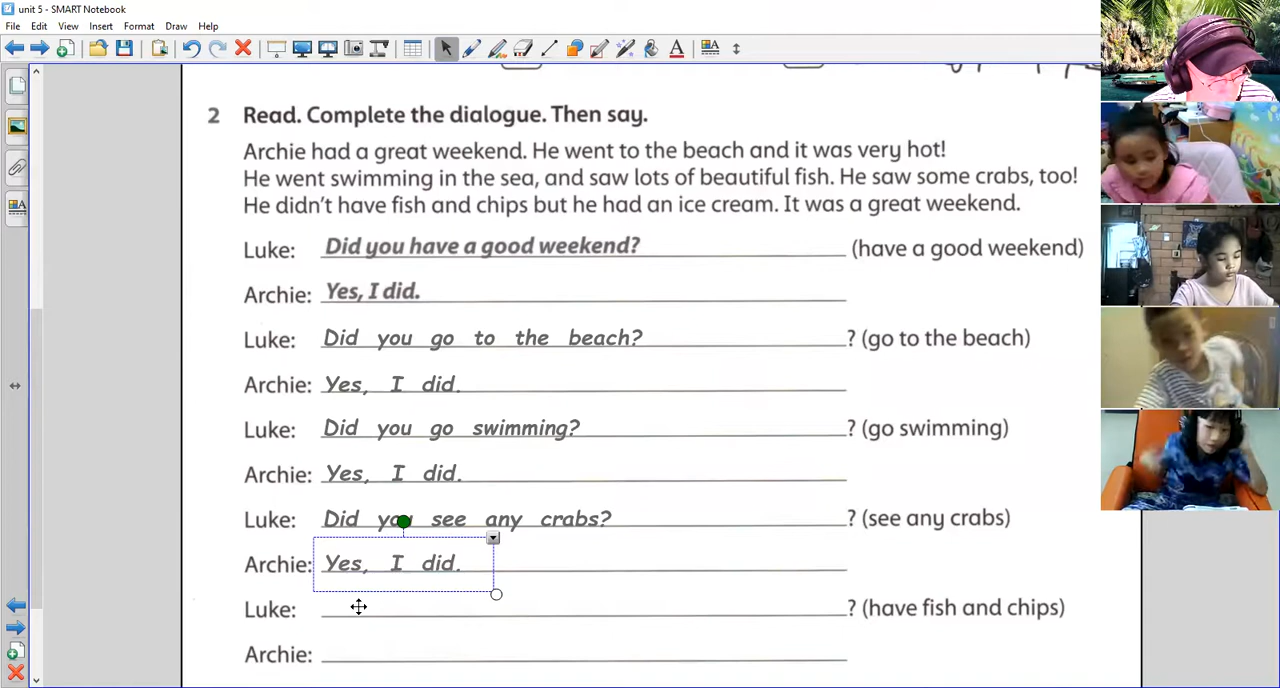 unit 5 - SMART Notebook
File Edit View Insert Format Draw Help
2 Read. Complete the dialogue. Then say.
Archie had a great weekend. He went to the beach and it was very hot!
He went swimming in the sea, and saw lots of beautiful fish. He saw some crabs, too!
He didn't have fish and chips but he had an ice cream. It was a great weekend.
Luke: Did you have a good weekend? (have a good weekend)
Archie: Yes, I did.
Luke: Did you go to the beach? ? (go to the beach)
Archie: Yes, I did.
Luke: Did you go swimming? ? (go swimming)
Archie: Yes, I did.
Luke: Did you see any crabs? ? (see any crabs)
Archie: Yes, I did.
Luke: ? (have fish and chips)
Archie: